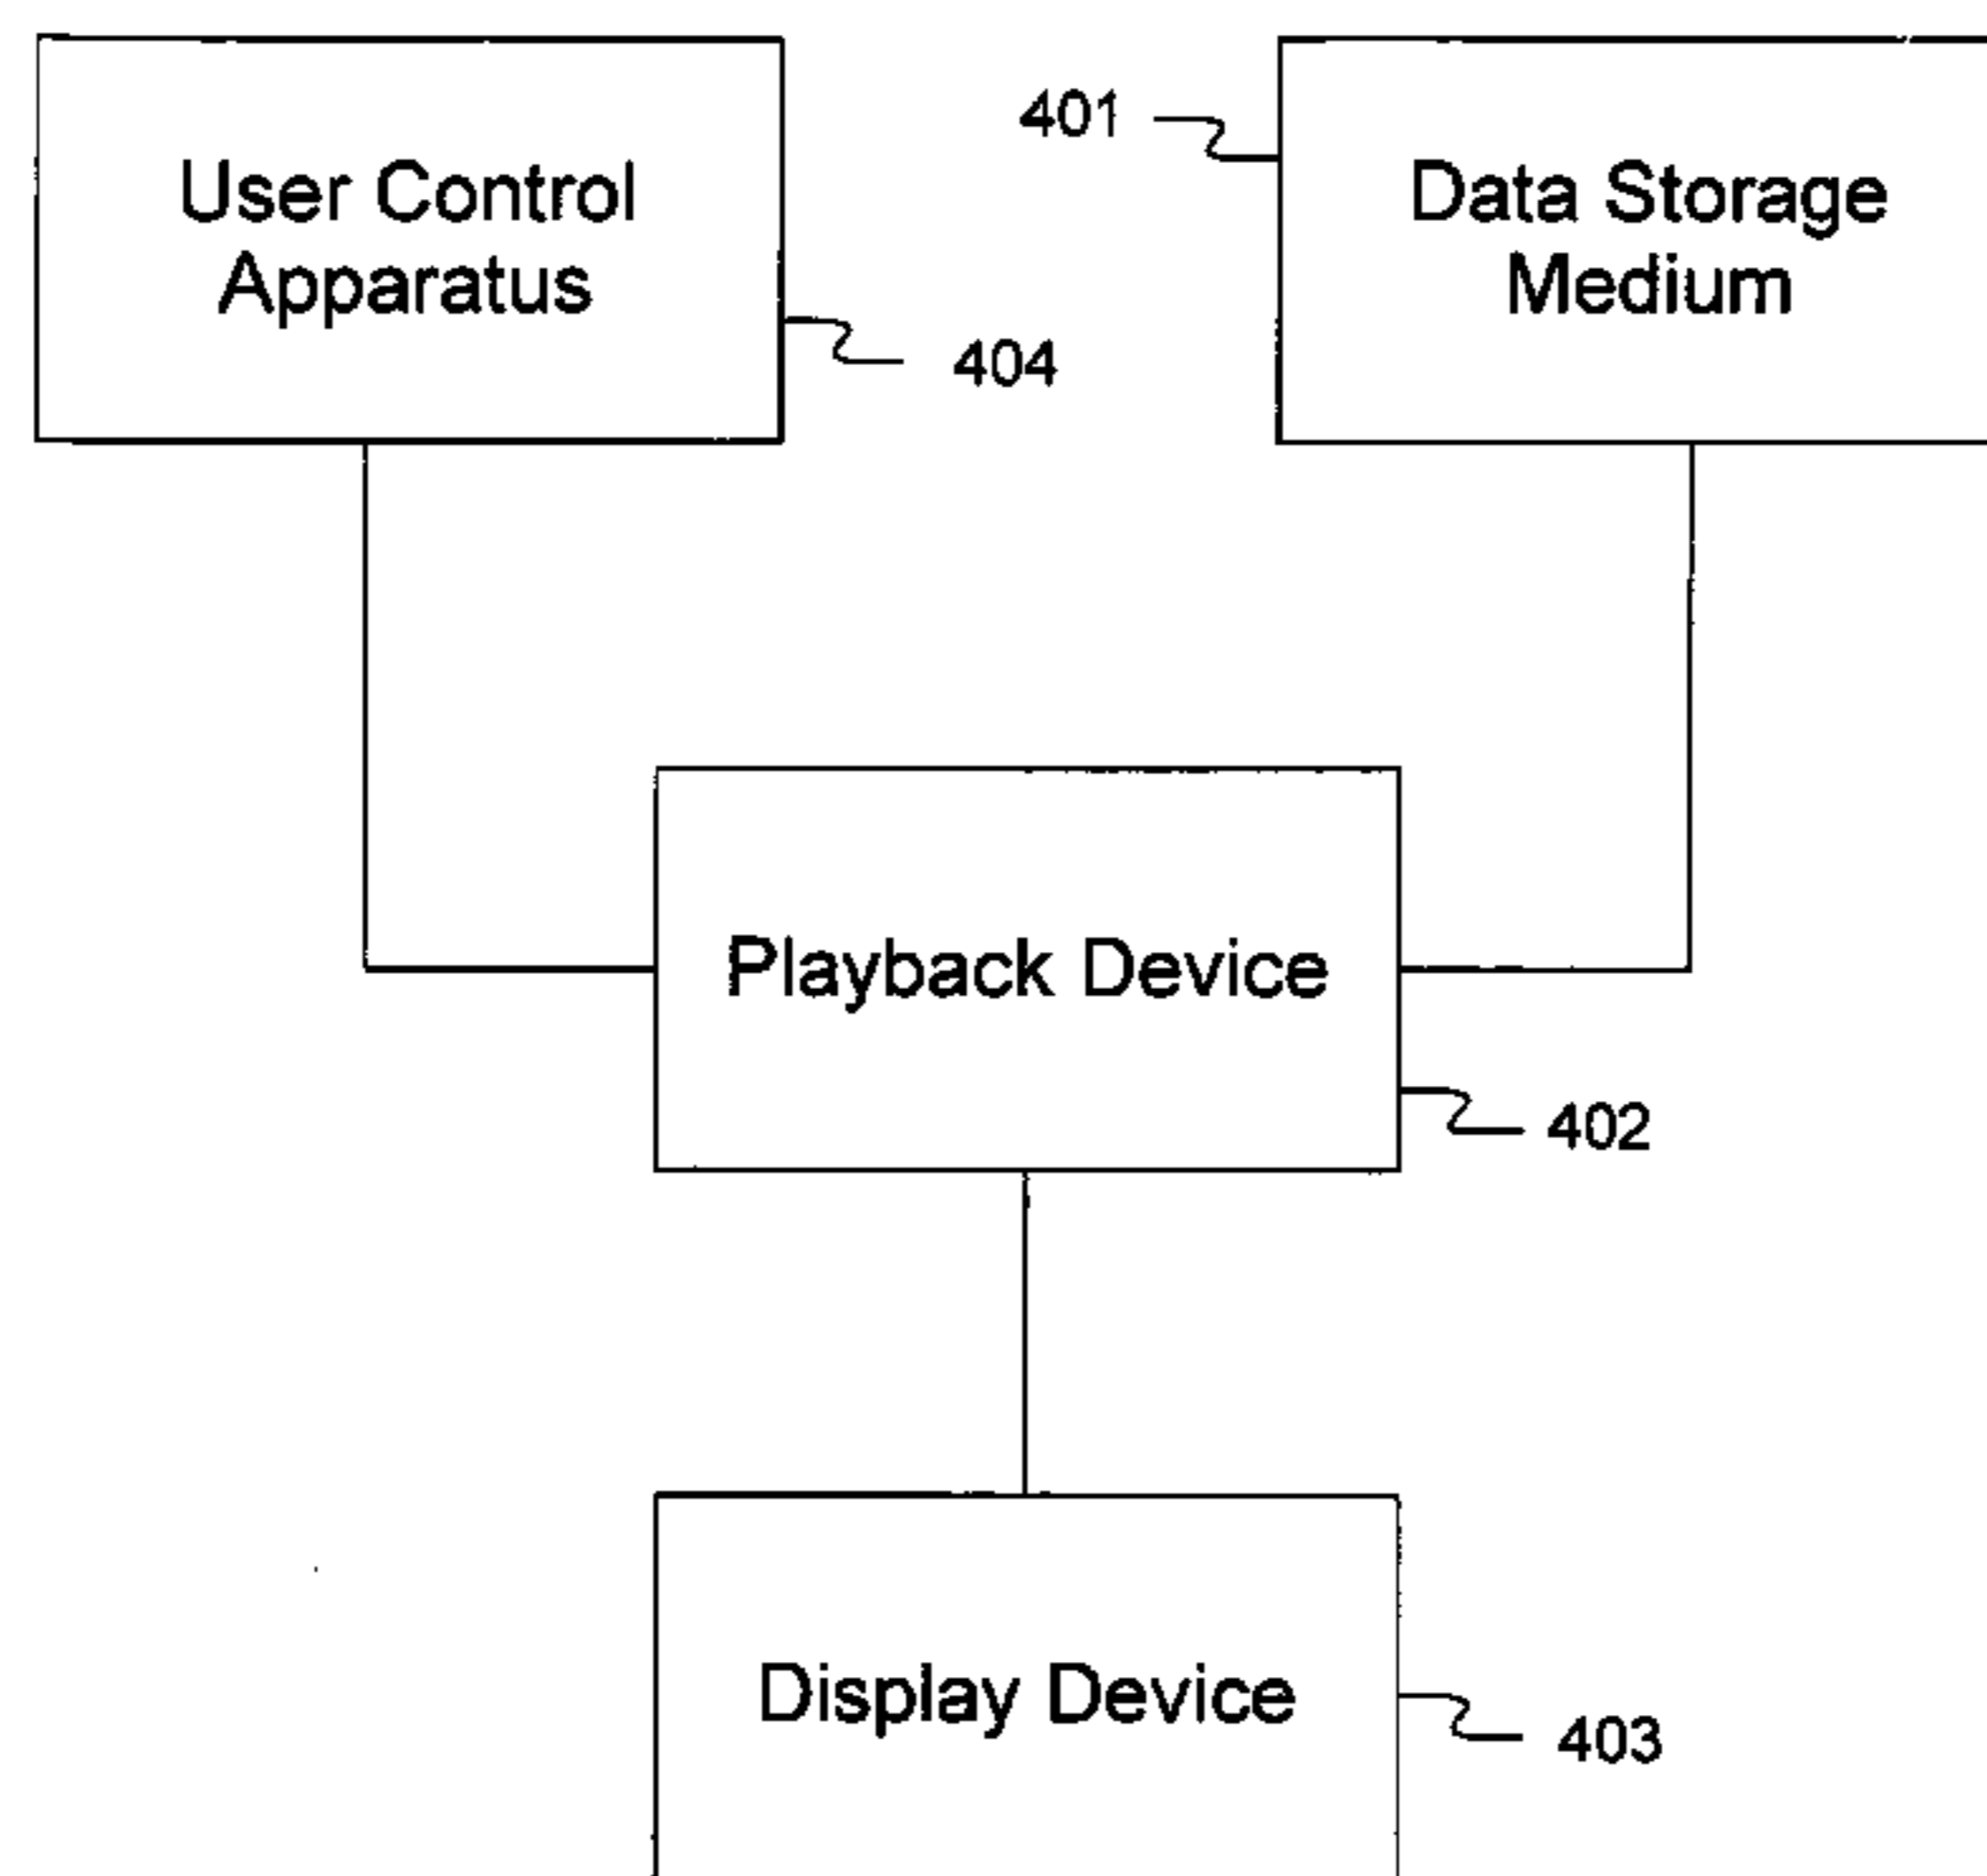 User Control
Apparatus
404
401
Data Storage
Medium
Playback Device
402
Display Device
403